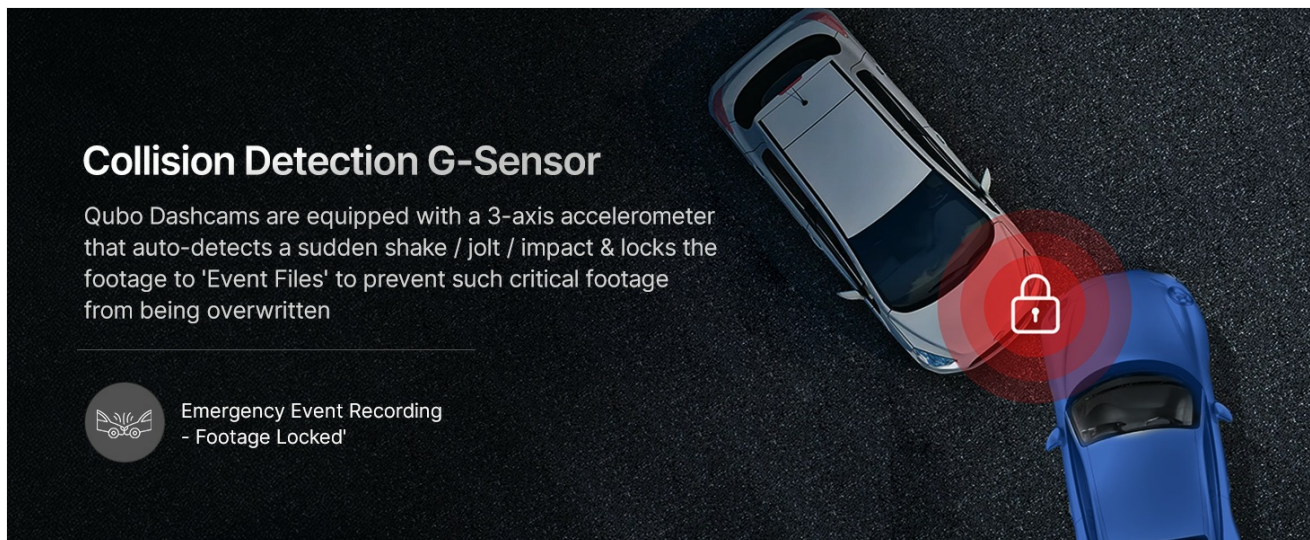 Collision Detection G-Sensor
Qubo Dashcams are equipped with a 3-axis accelerometer
that auto-detects a sudden shake / jolt / impact & locks the
footage to 'Event Files' to prevent such critical footage
from being overwritten
Emergency Event Recording
- Footage Locked'